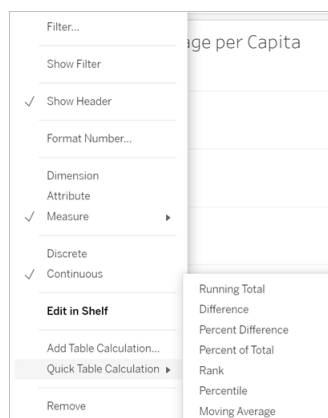 Filter...
age per Capita
Show Filter
Show Header
Format Number...
Dimension
Attribute
Measure
Discrete
Continuous
Edit in Shelf
Add Table Calculation...
Quick Table Calculation
Remove
Running Total
Difference
Percent Difference
Percent of Total
Rank
Percentile
Moving Average